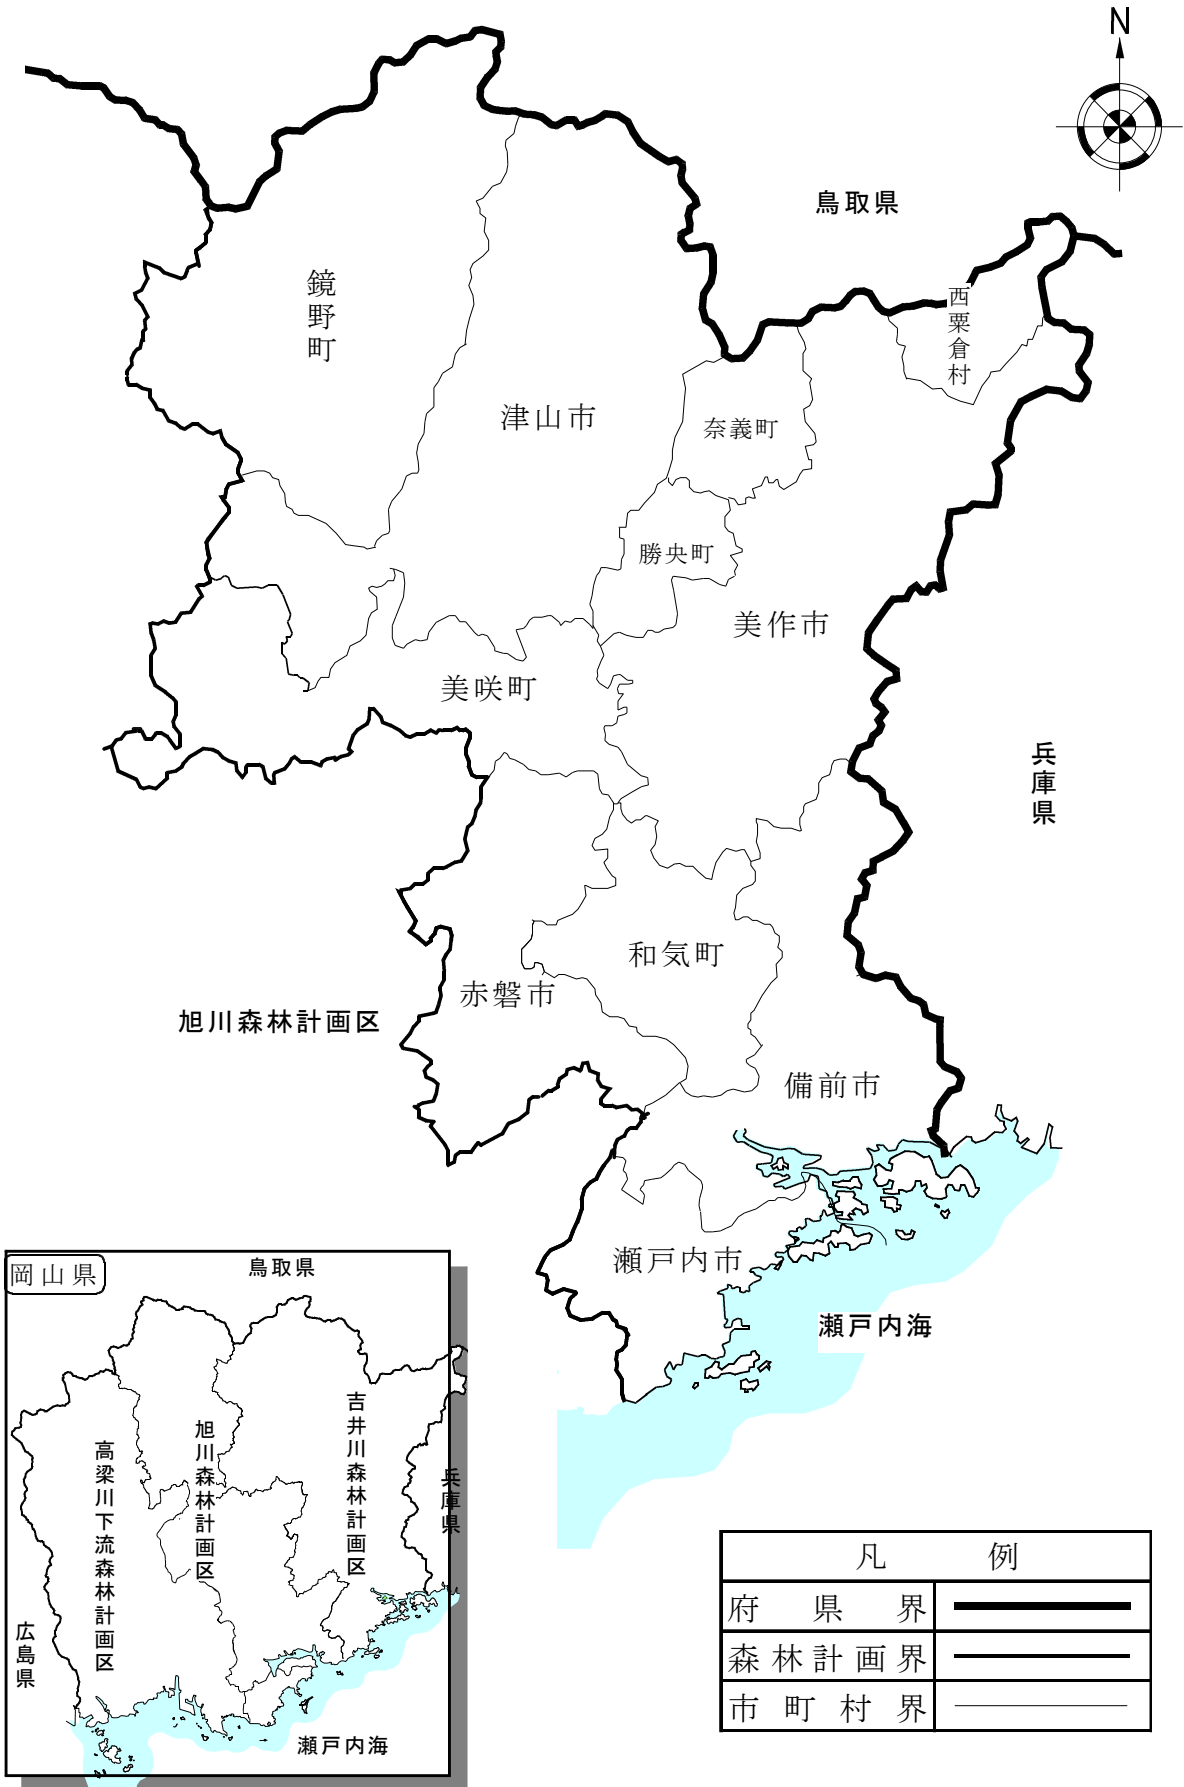 N
鳥取県
鏡野町
西粟倉村
津山市
奈義町
勝央町
美作市
美咲町
兵庫県
和気町
赤磐市
旭川森林計画区
備前市
瀬戸内市
瀬戸内海
岡山県
鳥取県
吉井川森林計画区
旭川森林計画区
高梁川下流森林計画区
兵庫県
広島県
瀬戸内海
凡 例
府 県 界
森林計画界
市 町 村 界